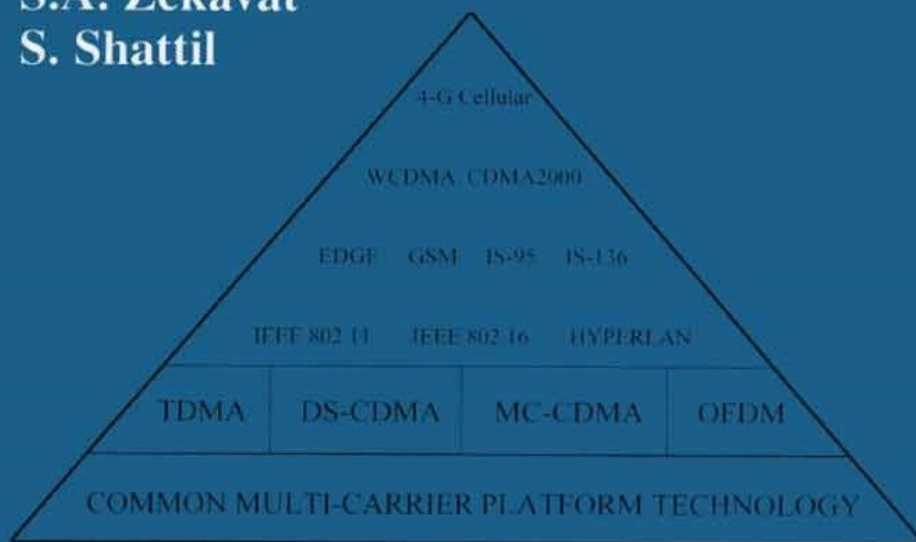 S.A. Zekavat
S. Shattil
4-G Cellular
WCDMA, CDMA2000
EDGE GSM IS-95 IS-136
IEEE 802 11 IEEE 802 16 HYPERLAN
TDMA DS-CDMA MC-CDMA OFDM
COMMON MULTI-CARRIER PLATFORM TECHNOLOGY